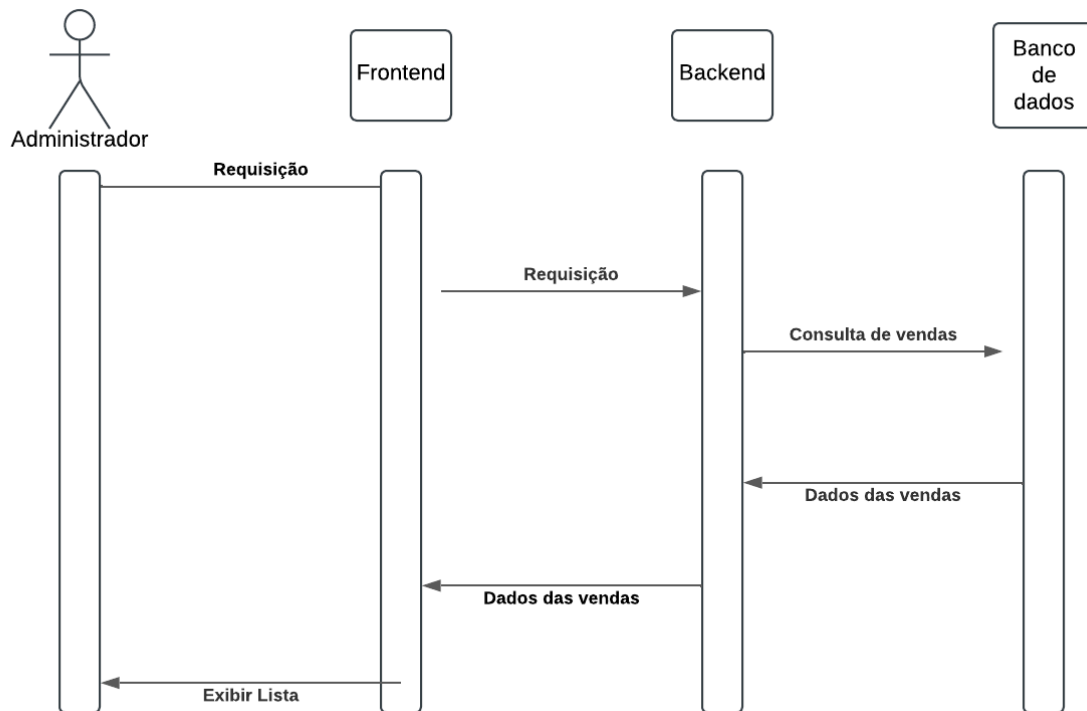 Administrador
Frontend
Backend
Banco
de
dados
Requisição
Requisição
Consulta de vendas
Dados das vendas
Dados das vendas
Exibir Lista